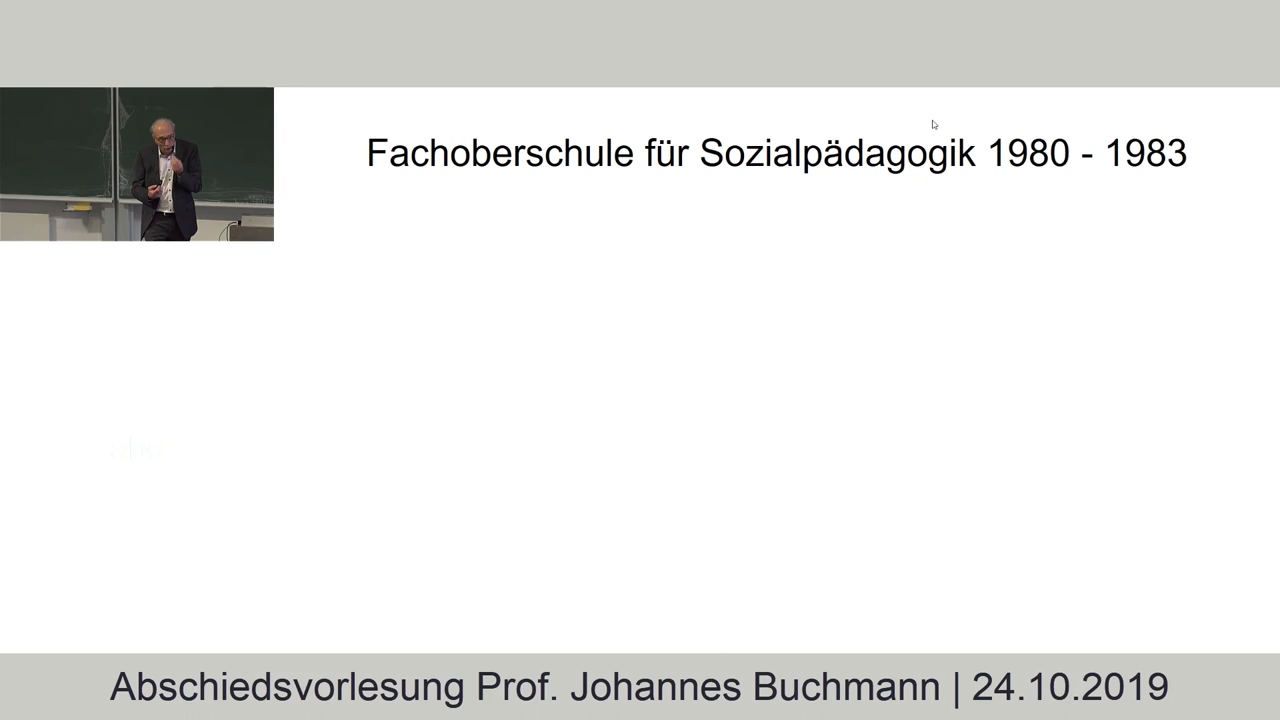 Fachoberschule für Sozialpädagogik 1980 - 1983
Abschiedsvorlesung Prof. Johannes Buchmann | 24.10.2019